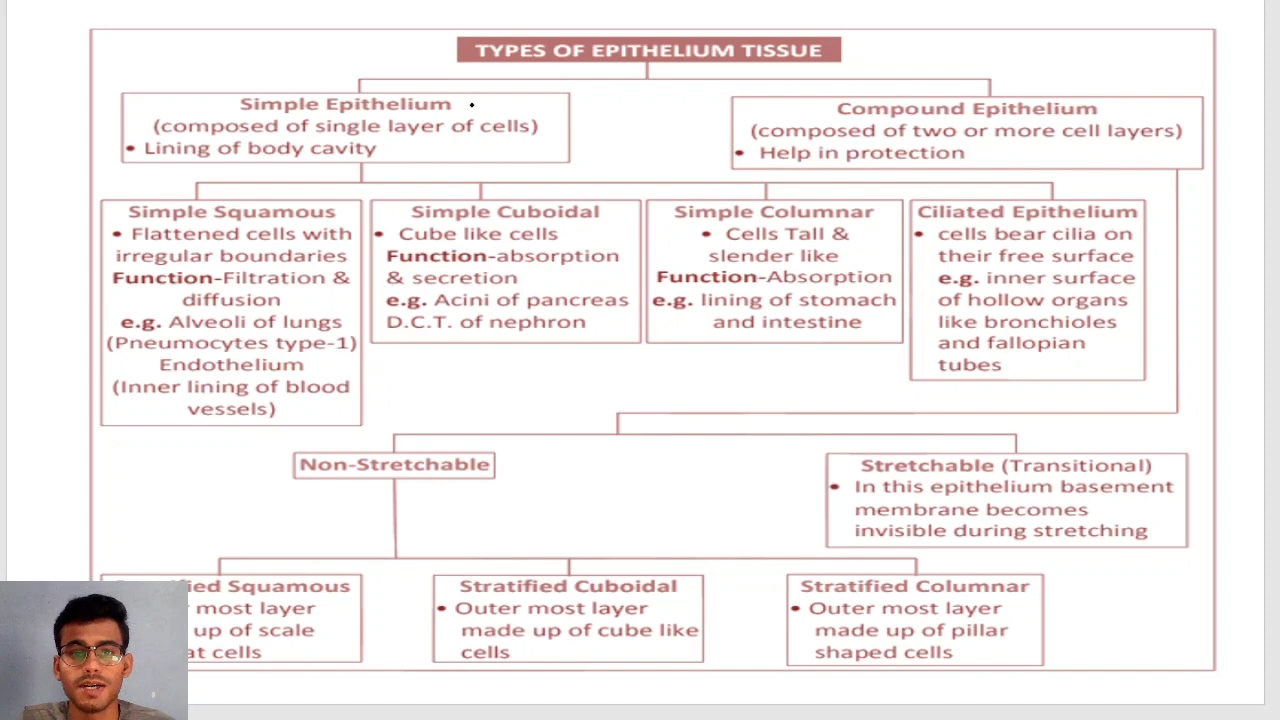 TYPES OF EPITHELIUM TISSUE
Simple Epithelium
(composed of single layer of cells)
• Lining of body cavity
Compound Epithelium
(composed of two or more cell layers)
• Help in protection
Simple Squamous
• Flattened cells with
irregular boundaries
Function-Filtration &
diffusion
e.g. Alveoli of lungs
(Pneumocytes type-1)
Endothelium
(Inner lining of blood
vessels)
Simple Cuboidal
• Cube like cells
Function-absorption
& secretion
e.g. Acini of pancreas
D.C.T. of nephron
Simple Columnar
• Cells Tall &
slender like
Function-Absorption
e.g. lining of stomach
and intestine
Ciliated Epithelium
• cells bear cilia on
their free surface
e.g. inner surface
of hollow organs
like bronchioles
and fallopian
tubes
Non-Stretchable
Stretchable (Transitional)
• In this epithelium basement
membrane becomes
invisible during stretching
Squamous
most layer
up of scale
cells
Stratified Cuboidal
• Outer most layer
made up of cube like
cells
Stratified Columnar
• Outer most layer
made up of pillar
shaped cells